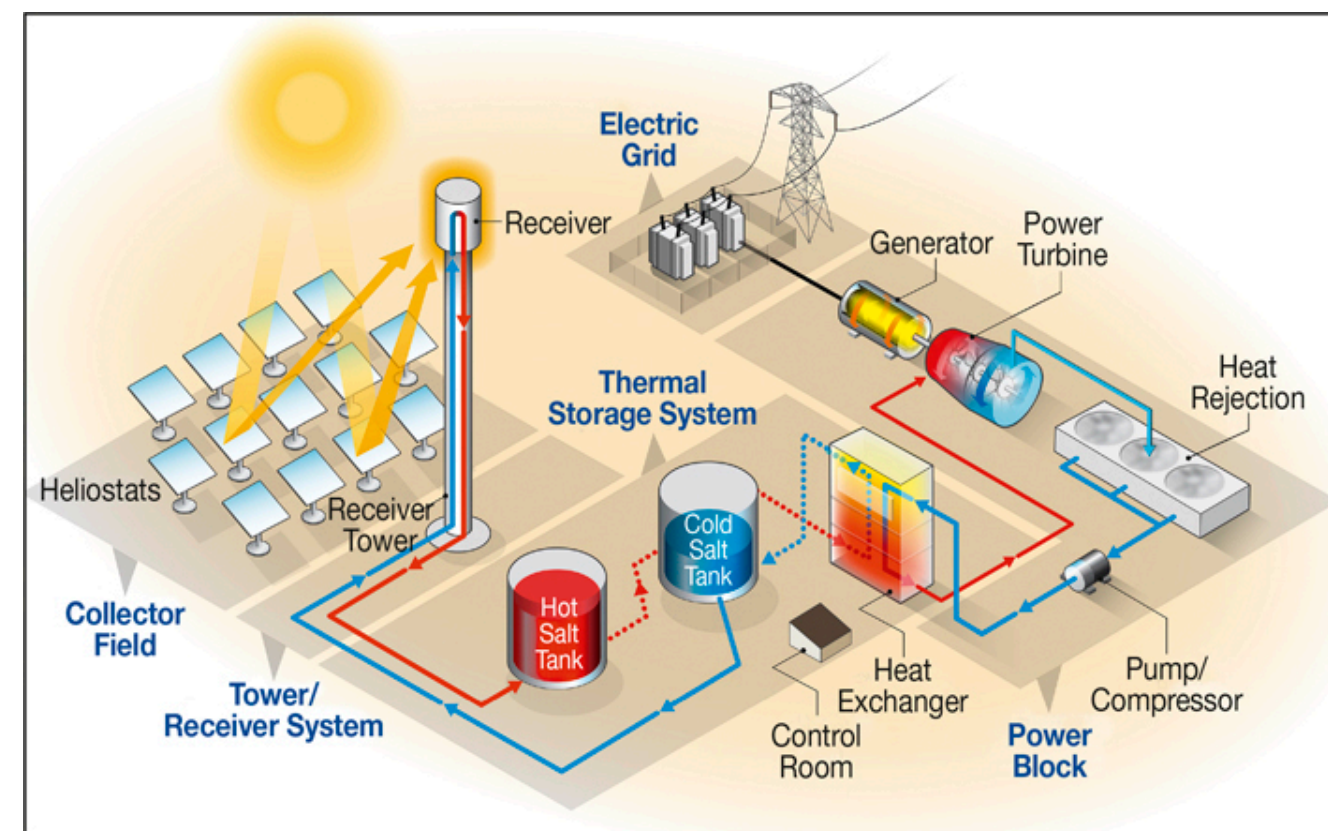 Electric
Grid
Receiver
Generator
Power
Turbine
Heat
Rejection
Thermal
Storage System
Heliostats
Receiver
Tower
Cold
Salt
Tank
Hot
Salt
Tank
Collector
Field
Tower/
Receiver System
Heat
Exchanger
Control
Room
Pump/
Compressor
Power
Block